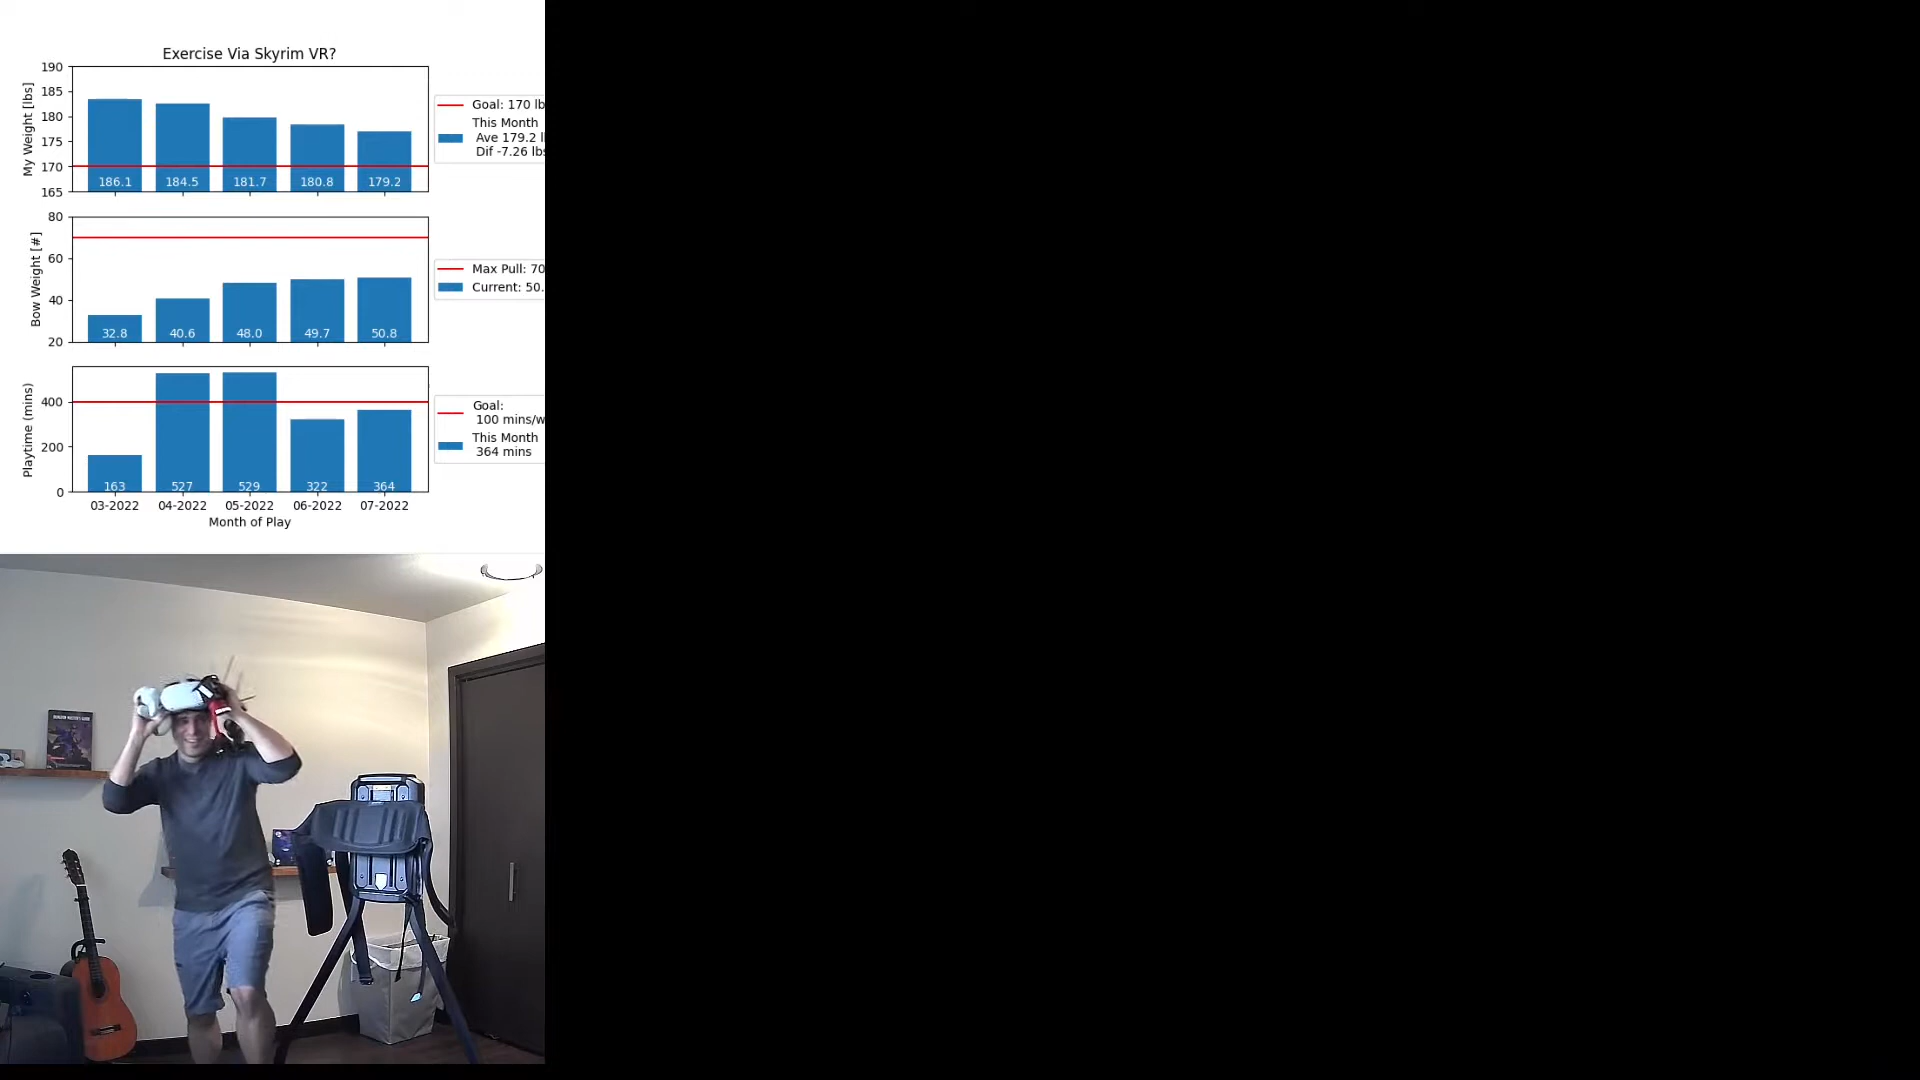 Exercise Via Skyrim VR?
My Weight [lbs]
190
185
180
175
170
165
186.1 184.5 181.7 180.8 179.2
Goal: 170 lb
This Month
Ave 179.2 l
Dif -7.26 lbs
Bow Weight [#]
80
60
40
20
32.8 40.6 48.0 49.7 50.8
Max Pull: 70
Current: 50.
Playtime (mins)
400
200
0
163 527 529 322 364
Goal:
100 mins/w
This Month
364 mins
03-2022 04-2022 05-2022 06-2022 07-2022
Month of Play
DUNGEON MASTER'S GUIDE